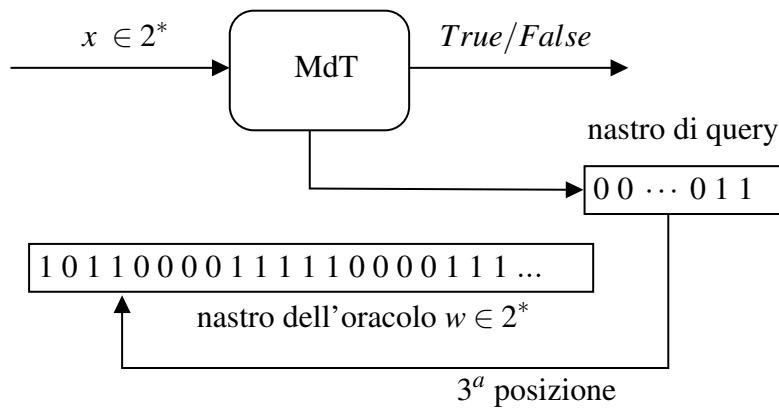 x ∈ 2*
True/False
MdT
nastro di query
0 0 ⋯ 0 1 1
1 0 1 1 0 0 0 0 1 1 1 1 1 0 0 0 0 1 1 1 ...
nastro dell'oracolo w ∈ 2*
3ᵃ posizione